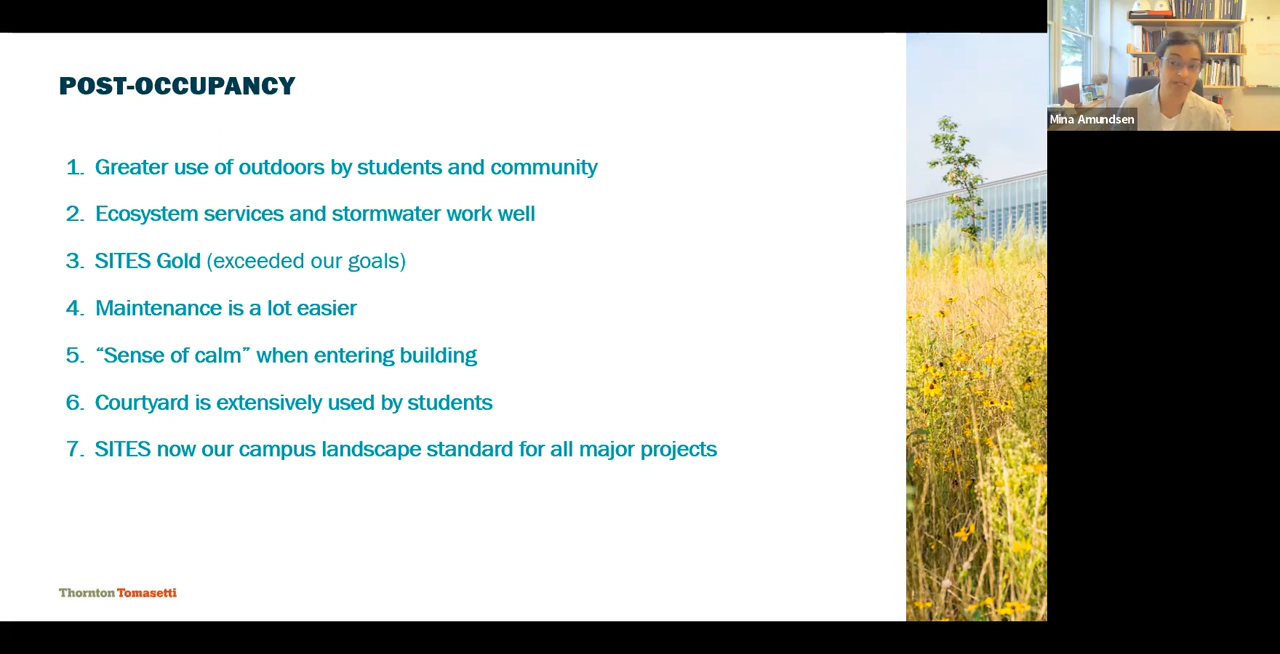 POST-OCCUPANCY
1. Greater use of outdoors by students and community
2. Ecosystem services and stormwater work well
3. SITES Gold (exceeded our goals)
4. Maintenance is a lot easier
5. “Sense of calm” when entering building
6. Courtyard is extensively used by students
7. SITES now our campus landscape standard for all major projects
Thornton Tomasetti
Mina Amundsen